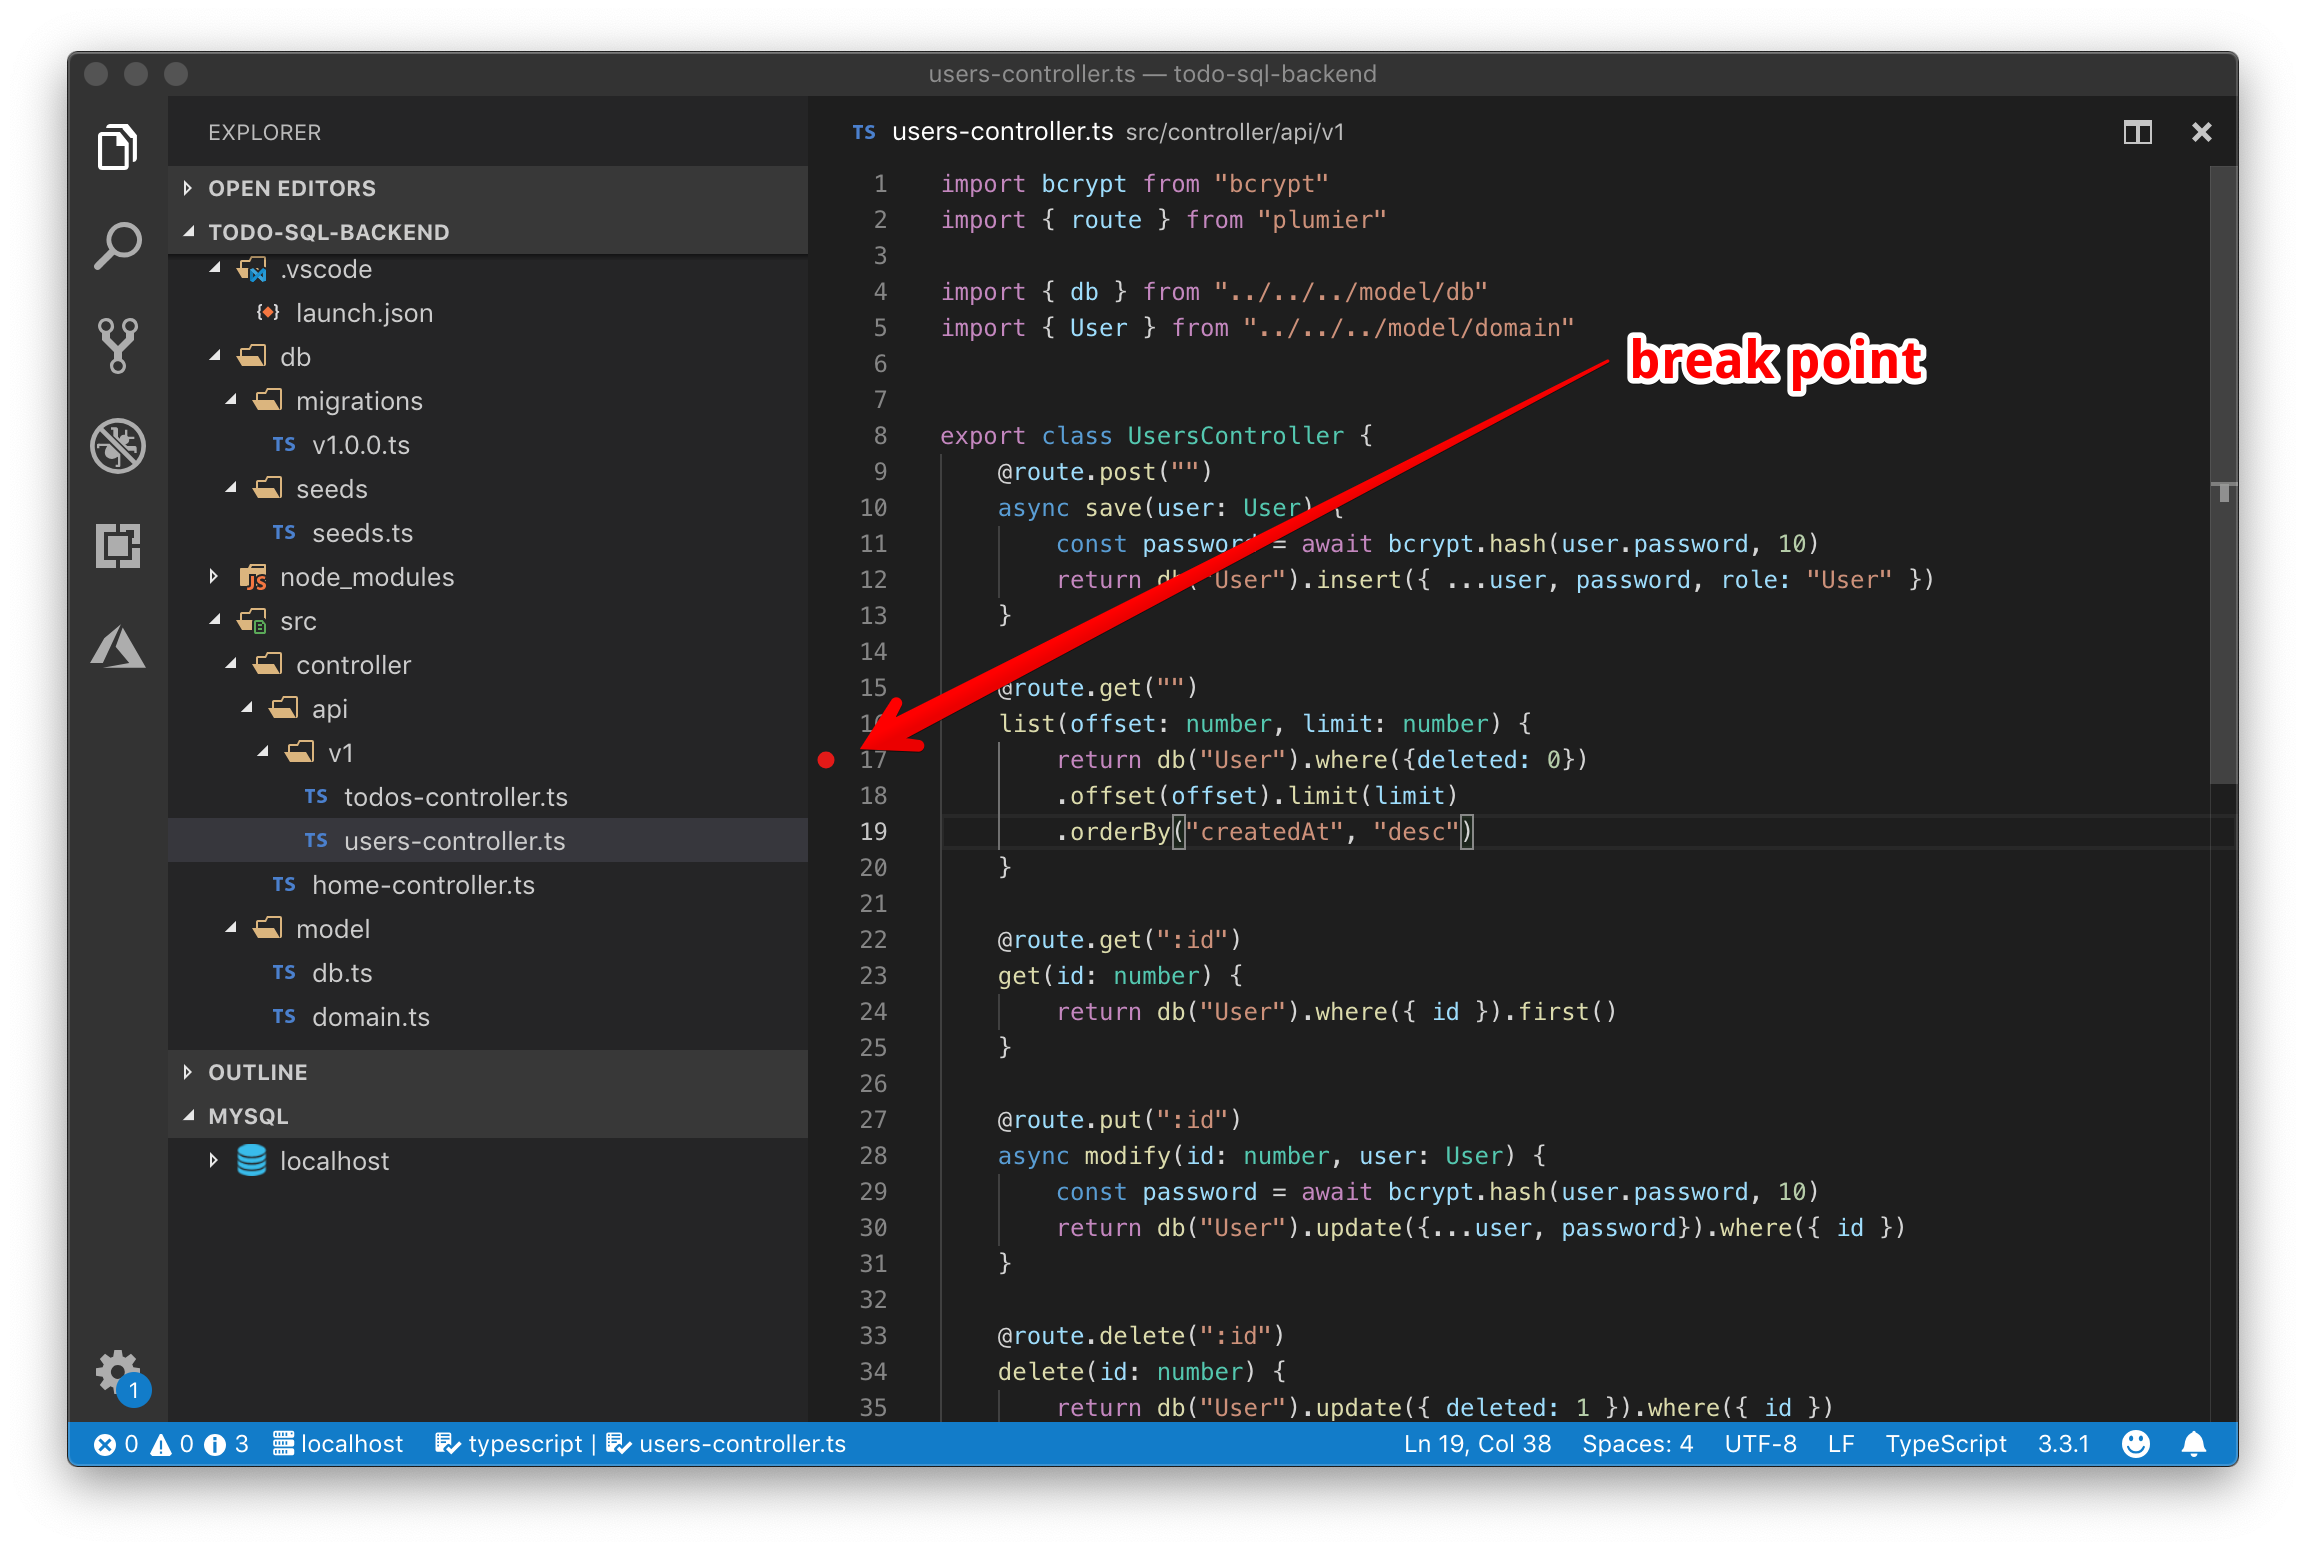 users-controller.ts — todo-sql-backend
EXPLORER
OPEN EDITORS
TODO-SQL-BACKEND
.vscode
launch.json
db
migrations
TS v1.0.0.ts
seeds
TS seeds.ts
JS node_modules
src
controller
api
v1
TS todos-controller.ts
TS users-controller.ts
TS home-controller.ts
model
TS db.ts
TS domain.ts
OUTLINE
MYSQL
localhost
1
TS users-controller.ts src/controller/api/v1
1 import bcrypt from "bcrypt"
2 import { route } from "plumier"
3
4 import { db } from "../../../model/db"
5 import { User } from "../../../model/domain"
break point
6
7
8 export class UsersController {
9 @route.post("")
10 async save(user: User) {
11 const password = await bcrypt.hash(user.password, 10)
12 return db("User").insert({ ...user, password, role: "User" })
13 }
14
15 @route.get("")
16 list(offset: number, limit: number) {
17 return db("User").where({deleted: 0})
18 .offset(offset).limit(limit)
19 .orderBy("createdAt", "desc")
20 }
21
22 @route.get(":id")
23 get(id: number) {
24 return db("User").where({ id }).first()
25 }
26
27 @route.put(":id")
28 async modify(id: number, user: User) {
29 const password = await bcrypt.hash(user.password, 10)
30 return db("User").update({...user, password}).where({ id })
31 }
32
33 @route.delete(":id")
34 delete(id: number) {
35 return db("User").update({ deleted: 1 }).where({ id })
0 0 3 localhost typescript | users-controller.ts Ln 19, Col 38 Spaces: 4 UTF-8 LF TypeScript 3.3.1